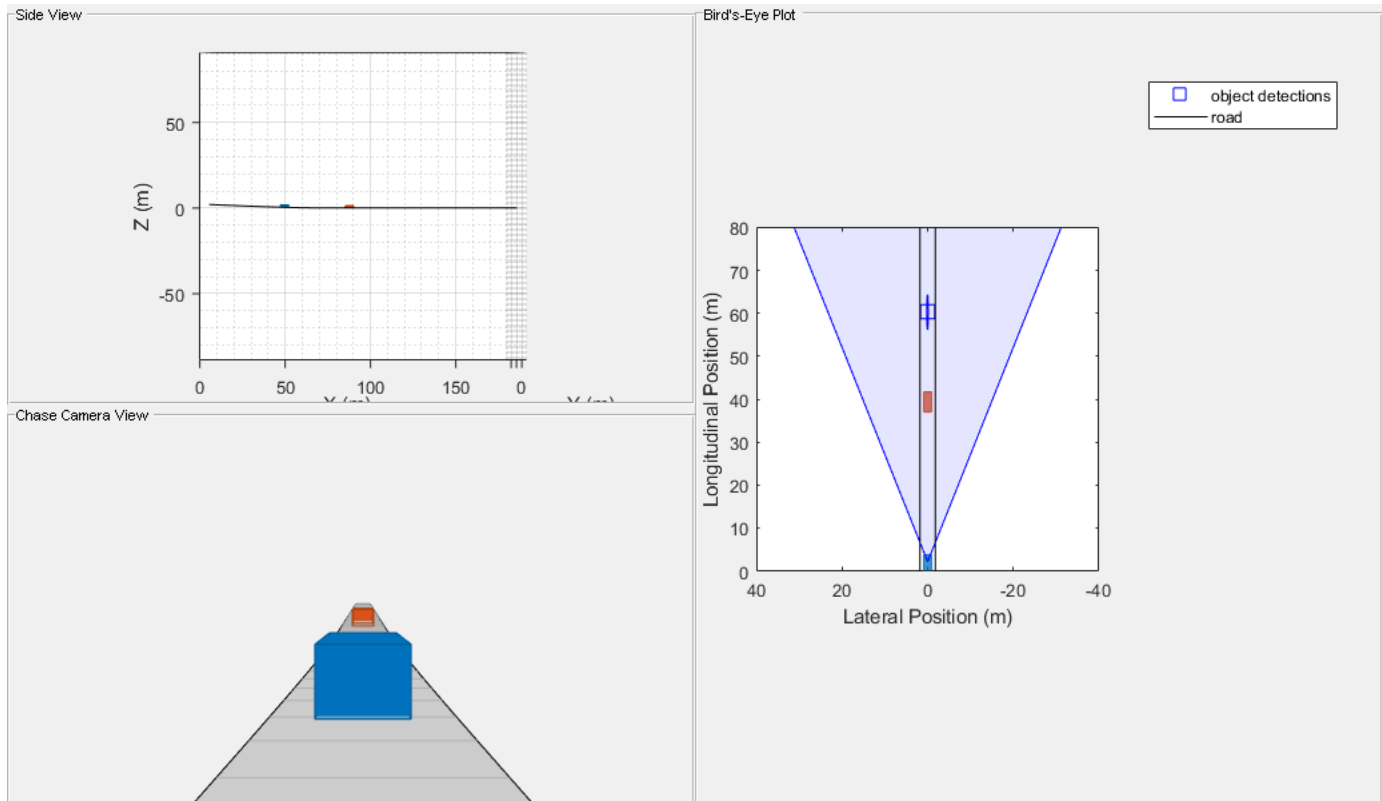 Side View
50
0
-50
Z (m)
0
50
100
150
0
Chase Camera View
Bird's-Eye Plot
object detections
road
80
70
60
50
40
30
20
10
0
Longitudinal Position (m)
40
20
0
-20
-40
Lateral Position (m)